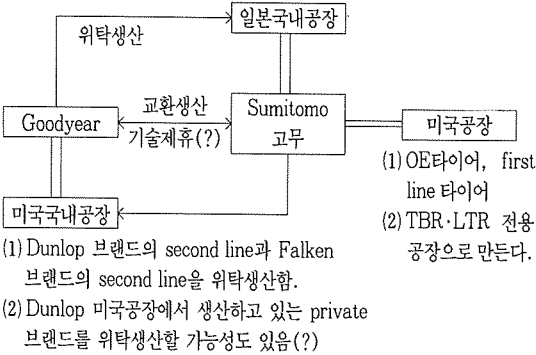 일본국내공장
위탁생산
Goodyear
교환생산
기술제휴(?)
Sumitomo
고무
미국공장
(1) OE타이어, first
line 타이어
(2) TBR·LTR 전용
공장으로 만든다.
미국국내공장
(1) Dunlop 브랜드의 second line과 Falken
브랜드의 second line을 위탁생산함.
(2) Dunlop 미국공장에서 생산하고 있는 private
브랜드를 위탁생산할 가능성도 있음(?)